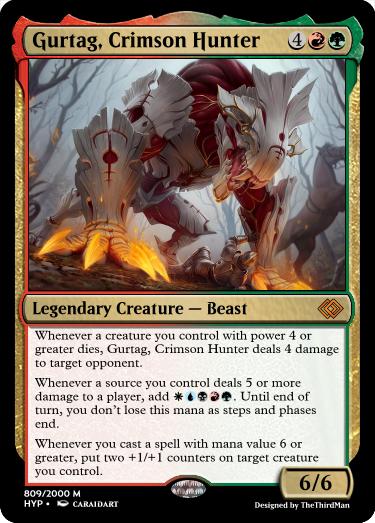 Gurtag, Crimson Hunter 4
Legendary Creature — Beast
Whenever a creature you control with power 4 or
greater dies, Gurtag, Crimson Hunter deals 4 damage
to target opponent.
Whenever a source you control deals 5 or more
damage to a player, add . Until end
of turn, you don't lose this mana as steps and phases
end.
Whenever you cast a spell with mana value 6 or
greater, put two +1/+1 counters on target creature
you control.
6/6
809/2000 M
HYP • CARAIDART
Designed by TheThirdMan